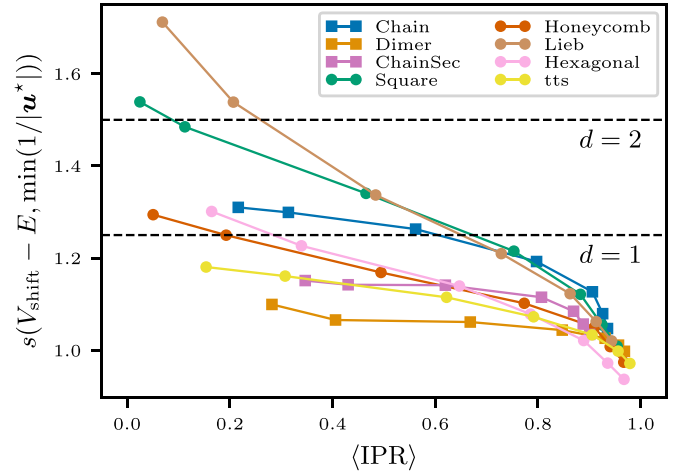 Chain
Dimer
ChainSec
Square
Honeycomb
Lieb
Hexagonal
tts
d = 2
d = 1
1.6
1.4
1.2
1.0
s(V_shift − E, min(1/|u*|))
0.0 0.2 0.4 0.6 0.8 1.0
⟨IPR⟩